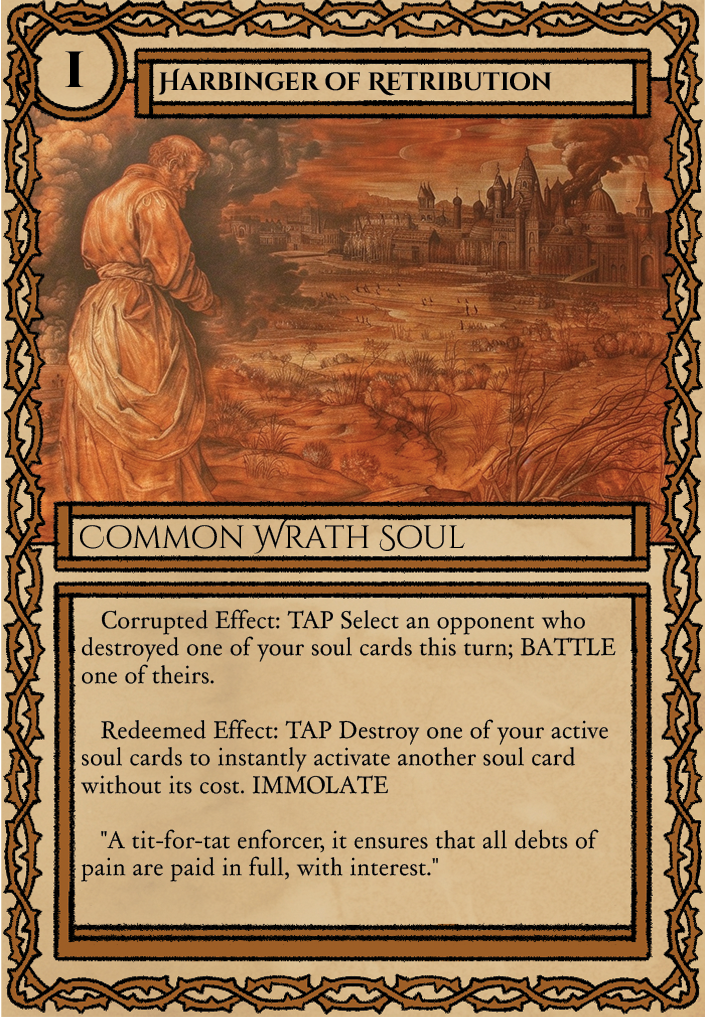 I
Harbinger of Retribution
Common Wrath Soul
Corrupted Effect: TAP Select an opponent who
destroyed one of your soul cards this turn; BATTLE
one of theirs.
Redeemed Effect: TAP Destroy one of your active
soul cards to instantly activate another soul card
without its cost. IMMOLATE
"A tit-for-tat enforcer, it ensures that all debts of
pain are paid in full, with interest."